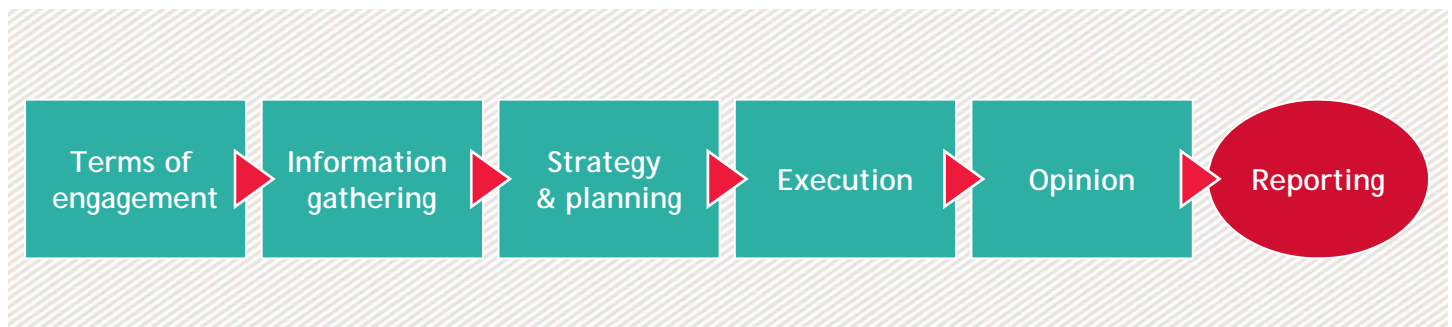 Terms of
engagement
Information
gathering
Strategy
& planning
Execution
Opinion
Reporting